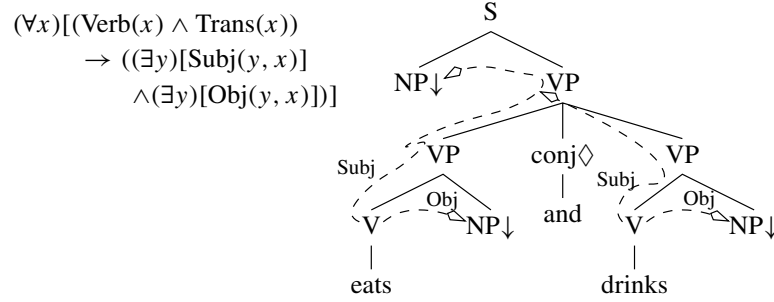 (∀x)[(Verb(x) ∧ Trans(x))
→ ((∃y)[Subj(y, x)]
∧(∃y)[Obj(y, x)])]
S
NP↓ VP
VP conj◊ VP
Subj Subj
Obj Obj
V NP↓ and V NP↓
eats drinks